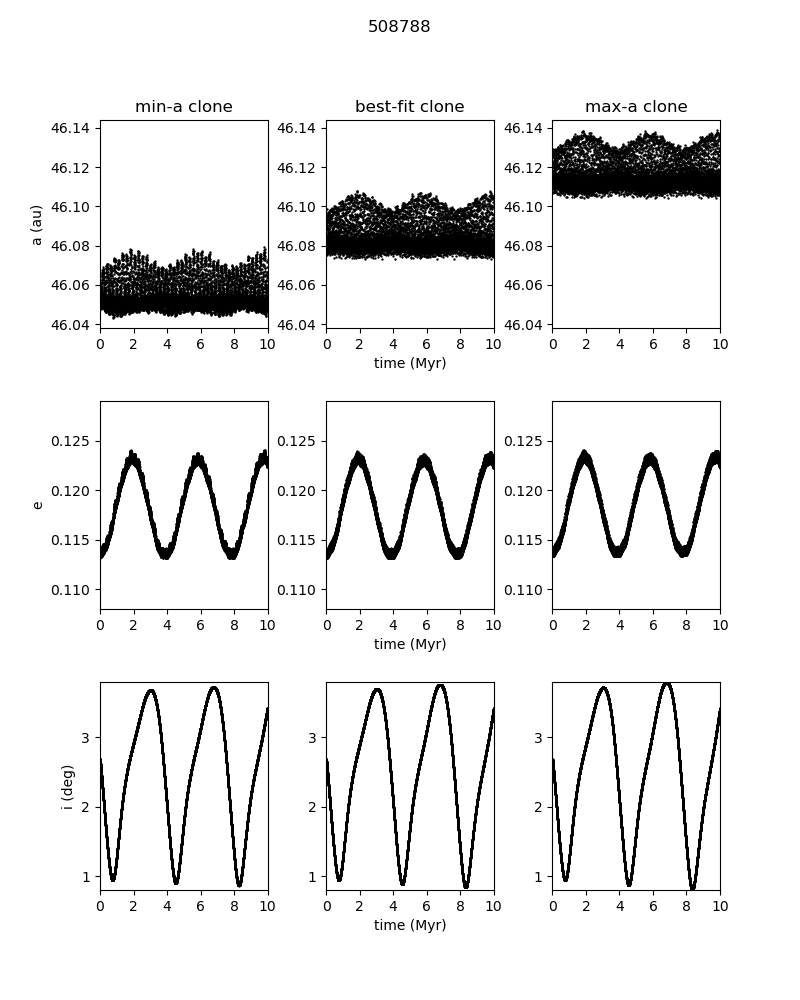 508788
min-a clone best-fit clone max-a clone
46.14 46.14 46.14
46.12 46.12 46.12
46.10 46.10 46.10
a (au)
46.08 46.08 46.08
46.06 46.06 46.06
46.04 46.04 46.04
0 2 4 6 8 10 0 2 4 6 8 10 0 2 4 6 8 10
time (Myr)
0.125 0.125 0.125
0.120 0.120 0.120
e
0.115 0.115 0.115
0.110 0.110 0.110
0 2 4 6 8 10 0 2 4 6 8 10 0 2 4 6 8 10
time (Myr)
3 3 3
i (deg)
2 2 2
1 1 1
0 2 4 6 8 10 0 2 4 6 8 10 0 2 4 6 8 10
time (Myr)